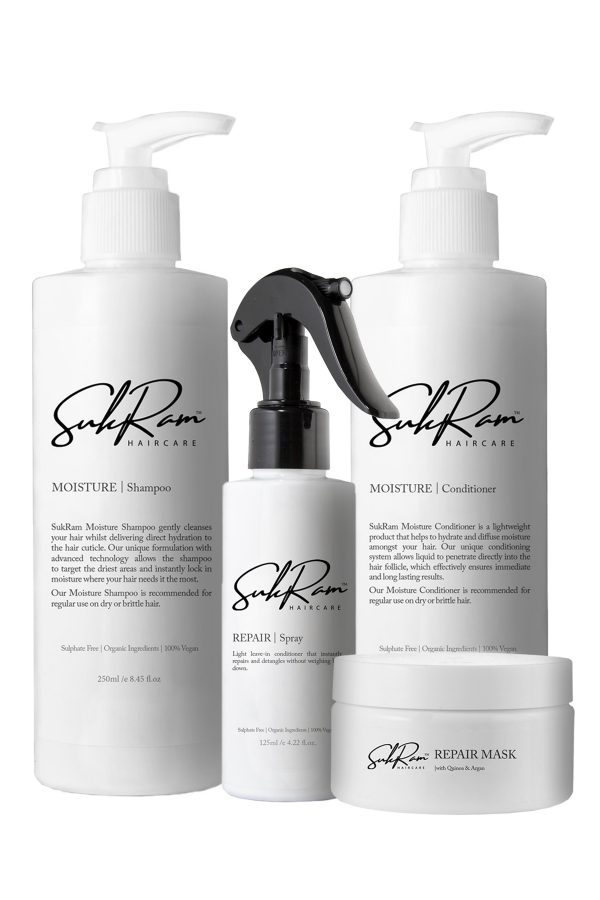 SukRam™
HAIRCARE
MOISTURE | Shampoo
SukRam Moisture Shampoo gently cleanses
your hair whilst delivering direct hydration to
the hair cuticle. Our unique formulation with
advanced technology allows the shampoo
to target the driest areas and instantly lock in
moisture where your hair needs it the most.
Our Moisture Shampoo is recommended for
regular use on dry or brittle hair.
Sulphate Free | Organic Ingredients | 100% Vegan
250ml /e 8.45 fl.oz
SukRam™
HAIRCARE
REPAIR | Spray
Light leave-in conditioner that instantly
repairs and detangles without weighing
down.
Sulphate Free | Organic Ingredients | 100% Vegan
125ml /e 4.22 fl.oz.
SukRam™
HAIRCARE
MOISTURE | Conditioner
SukRam Moisture Conditioner is a lightweight
product that helps to hydrate and diffuse moisture
amongst your hair. Our unique conditioning
system allows liquid to penetrate directly into the
hair follicle, which effectively ensures immediate
and long lasting results.
Our Moisture Conditioner is recommended for
regular use on dry or brittle hair.
Sulphate Free | Organic Ingredients | 100% Vegan
SukRam™
HAIRCARE
REPAIR MASK
|with Quinoa & Argan